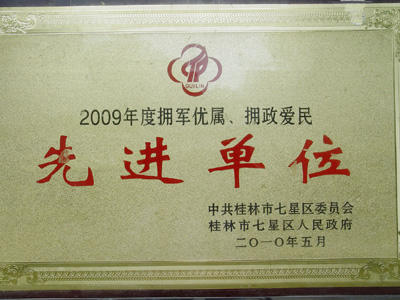 GUILIN
2009年度拥军优属、拥政爱民
先进单位
中共桂林市七星区委员会
桂林市七星区人民政府
二〇一〇年五月